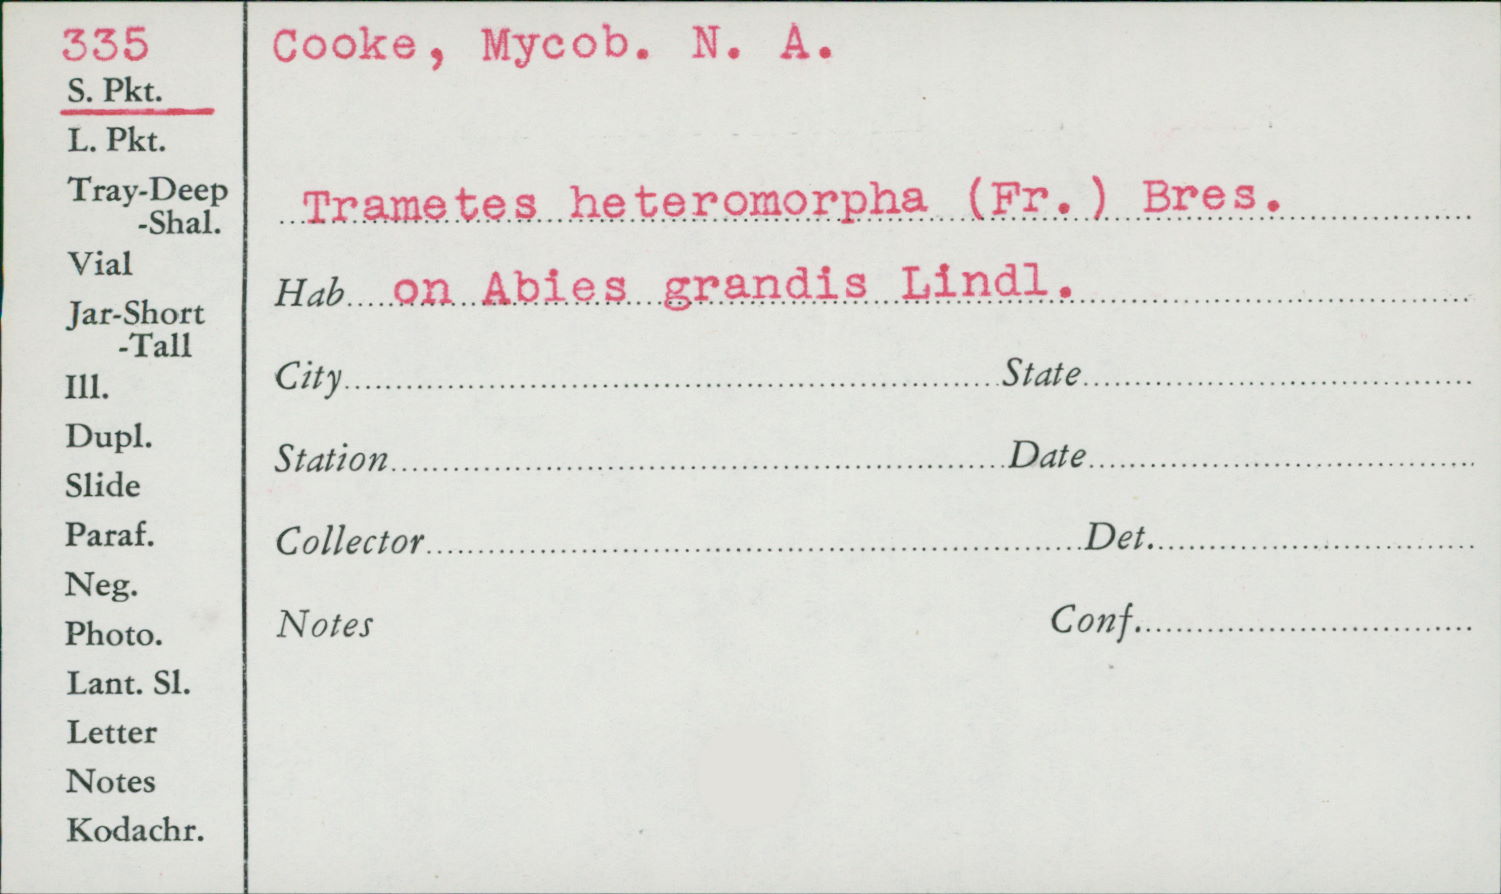 335
S. Pkt.
L. Pkt.
Tray-Deep
-Shal.
Vial
Jar-Short
-Tall
Ill.
Dupl.
Slide
Paraf.
Neg.
Photo.
Lant. Sl.
Letter
Notes
Kodachr.
Cooke, Mycob. N. A.
Trametes heteromorpha (Fr.) Bres.
Hab on Abies grandis Lindl.
City State
Station Date
Collector Det.
Notes Conf.